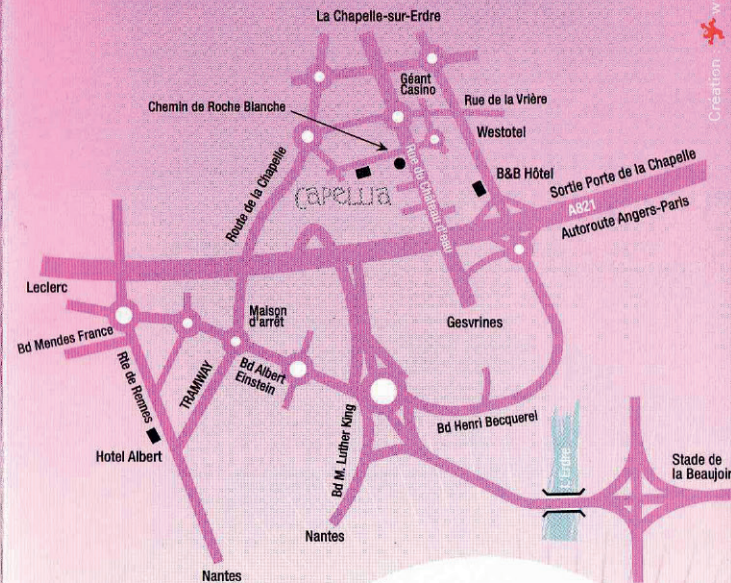 La Chapelle-sur-Erdre
Création
w
Géant
Casino
Chemin de Roche Blanche
Rue de la Vrière
Westotel
Route de la Chapelle
CAPELLIA
Rue du Château d'eau
B&B Hôtel
Sortie Porte de la Chapelle
A821
Autoroute Angers-Paris
Leclerc
Maison
d'arrêt
Gesvrines
Bd Mendes France
Rte de Rennes
TRAMWAY
Bd Albert
Einstein
Bd M. Luther King
Bd Henri Becquerel
Hotel Albert
L'Erdre
Stade de
la Beaujoir
Nantes
Nantes